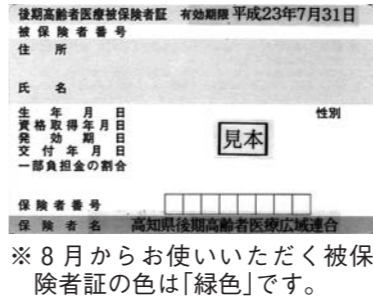 後期高齢者医療被保険者証　有効期限 平成23年7月31日
被保険者番号
住所
氏名
生年月日　性別
資格取得年月日
発効期日
見本
交付年月日
一部負担金の割合
保険者番号
保険者名　高知県後期高齢者医療広域連合
※8月からお使いいただく被保
険者証の色は「緑色」です。